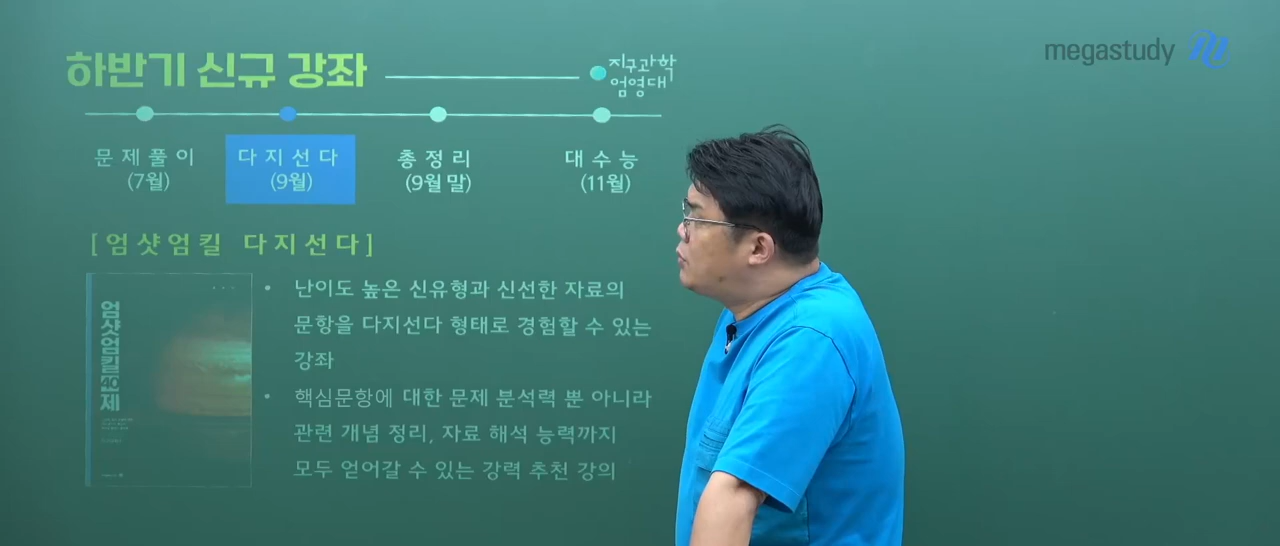 megastudy
하반기 신규 강좌
지구과학
엄영대
문제풀이
(7월)
다지선다
(9월)
총정리
(9월 말)
대수능
(11월)
[엄샷엄킬 다지선다]
엄샷엄킬
40
제
• 난이도 높은 신유형과 신선한 자료의
문항을 다지선다 형태로 경험할 수 있는
강좌
• 핵심문항에 대한 문제 분석력 뿐 아니라
관련 개념 정리, 자료 해석 능력까지
모두 얻어갈 수 있는 강력 추천 강의